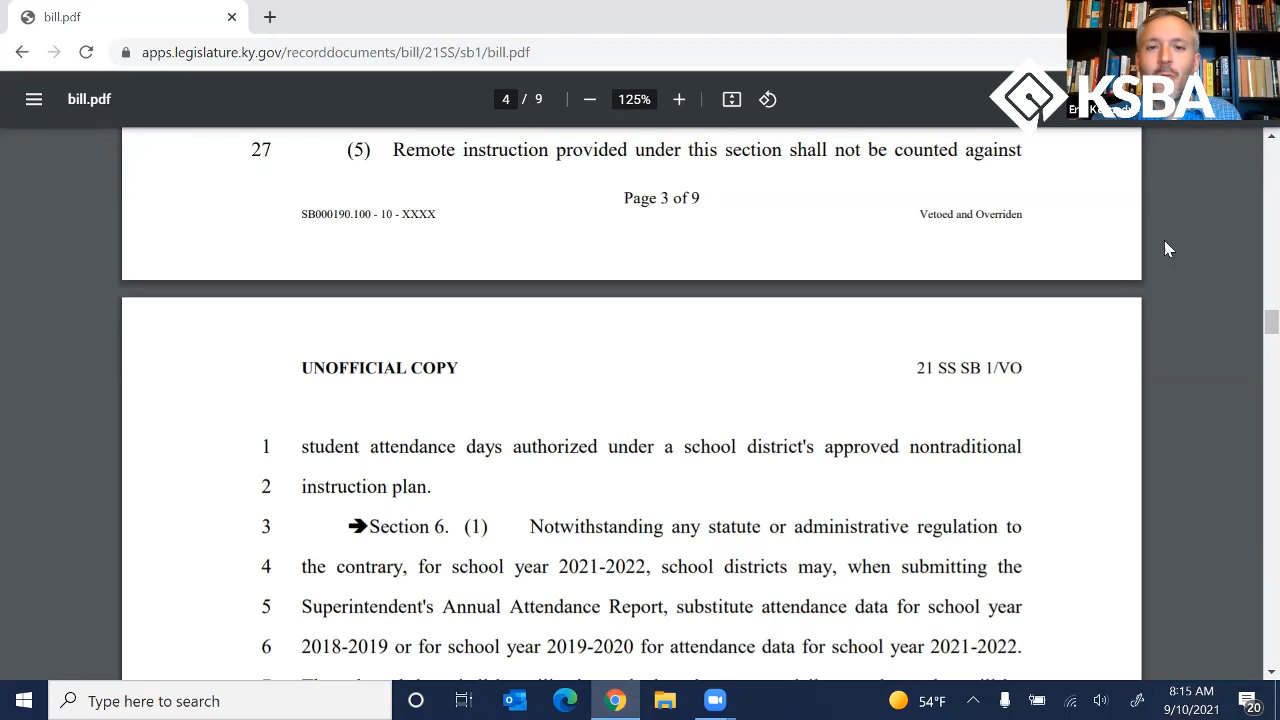 bill.pdf
apps.legislature.ky.gov/recorddocuments/bill/21SS/sb1/bill.pdf
bill.pdf
4 / 9
125%
KSBA
27 (5) Remote instruction provided under this section shall not be counted against
Page 3 of 9
SB000190.100 - 10 - XXXX
Vetoed and Overriden
UNOFFICIAL COPY
21 SS SB 1/VO
1 student attendance days authorized under a school district's approved nontraditional
2 instruction plan.
3 ➔Section 6. (1) Notwithstanding any statute or administrative regulation to
4 the contrary, for school year 2021-2022, school districts may, when submitting the
5 Superintendent's Annual Attendance Report, substitute attendance data for school year
6 2018-2019 or for school year 2019-2020 for attendance data for school year 2021-2022.
Type here to search
54°F
8:15 AM
9/10/2021
20